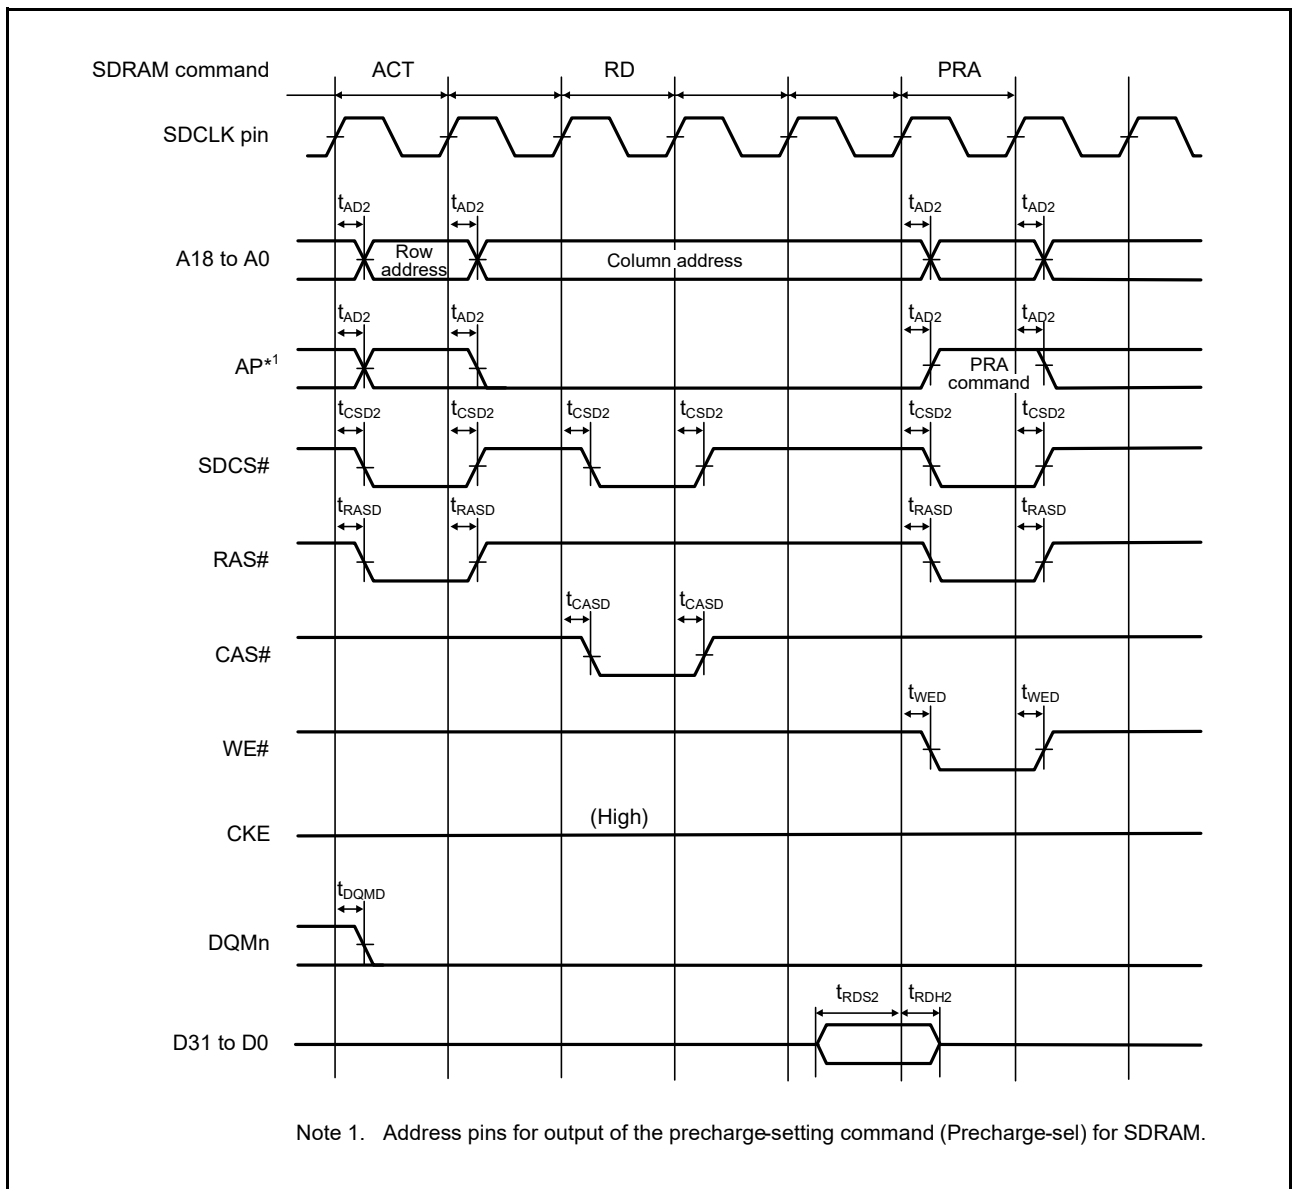 SDRAM command ACT RD PRA
SDCLK pin
tAD2 tAD2 tAD2 tAD2
A18 to A0
Row
address
Column address
tAD2 tAD2 tAD2 tAD2
AP*1
PRA
command
tCSD2 tCSD2 tCSD2 tCSD2 tCSD2 tCSD2
SDCS#
tRASD tRASD tRASD tRASD
RAS#
tCASD tCASD
CAS#
tWED tWED
WE#
(High)
CKE
tDQMD
DQMn
tRDS2 tRDH2
D31 to D0
Note 1. Address pins for output of the precharge-setting command (Precharge-sel) for SDRAM.